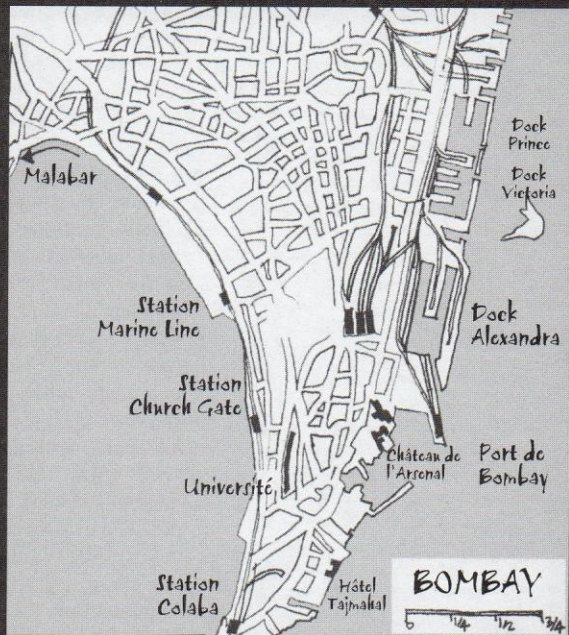 Malabar
Dock
Prince
Dock
Victoria
Station
Marine Line
Dock
Alexandra
Station
Church Gate
Château de
l'Arsenal
Port de
Bombay
Université
Station
Colaba
Hôtel
Tajmahal
BOMBAY
0 1/4 1/2 3/4